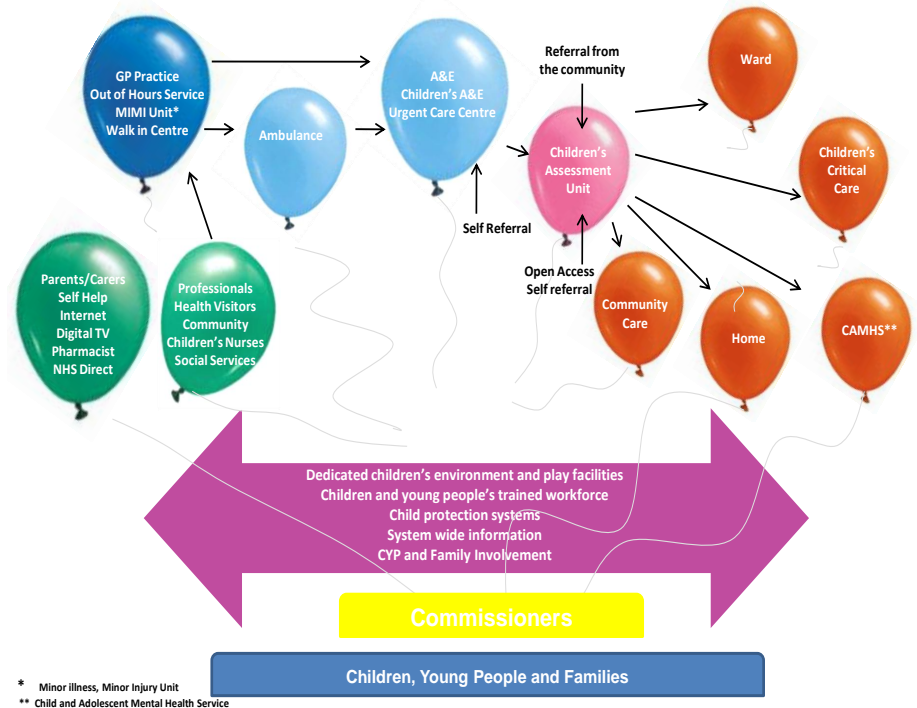 GP Practice
Out of Hours Service
MIMI Unit*
Walk in Centre
Ambulance
A&E
Children's A&E
Urgent Care Centre
Self Referral
Referral from
the community
Children's
Assessment
Unit
Open Access
Self referral
Ward
Children's
Critical
Care
Parents/Carers
Self Help
Internet
Digital TV
Pharmacist
NHS Direct
Professionals
Health Visitors
Community
Children's Nurses
Social Services
Community
Care
Home
CAMHS**
Dedicated children's environment and play facilities
Children and young people's trained workforce
Child protection systems
System wide information
CYP and Family Involvement
Commissioners
Children, Young People and Families
* Minor illness, Minor Injury Unit
** Child and Adolescent Mental Health Service